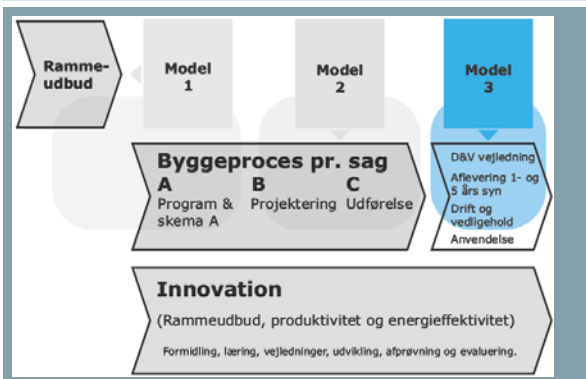 Ramme-
udbud
Model
1
Model
2
Model
3
Byggeproces pr. sag
A
Program &
skema A
B
Projektering
C
Udførelse
D&V vejledning
Aflevering 1- og
5 års syn
Drift og
vedligehold
Anvendelse
Innovation
(Rammeudbud, produktivitet og energieffektivitet)
Formidling, læring, vejledninger, udvikling, afprøvning og evaluering.